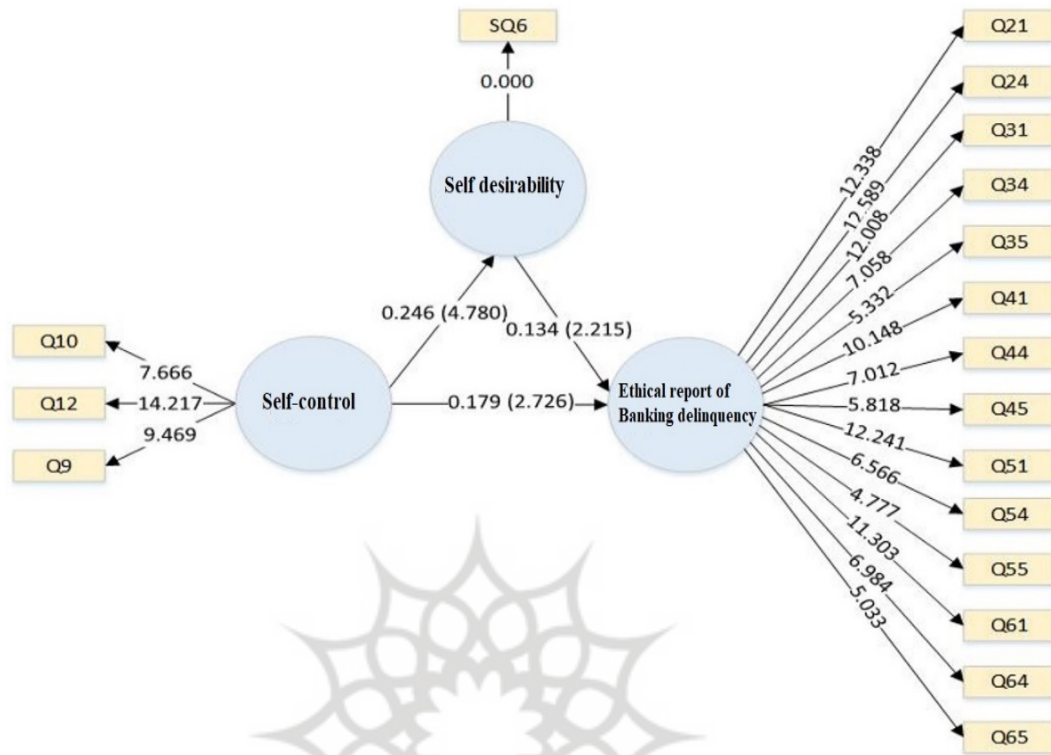 SQ6
0.000
Self desirability
0.246 (4.780)
0.134 (2.215)
Q10
Q12
Q9
7.666
14.217
9.469
Self-control
0.179 (2.726)
Ethical report of
Banking delinquency
12.338
12.589
12.008
7.058
5.332
10.148
7.012
5.818
12.241
6.566
4.777
11.303
6.984
5.033
Q21
Q24
Q31
Q34
Q35
Q41
Q44
Q45
Q51
Q54
Q55
Q61
Q64
Q65